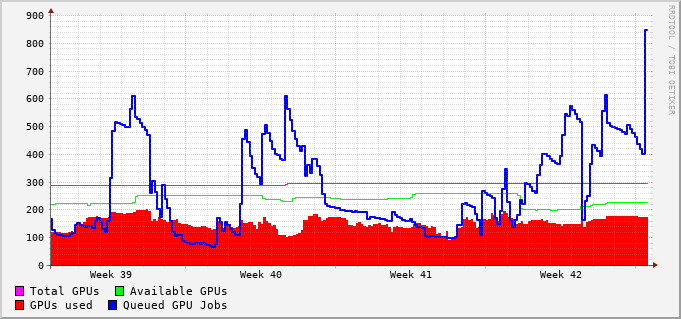 900
800
700
600
500
400
300
200
100
0
Week 39 Week 40 Week 41 Week 42
Total GPUs Available GPUs
GPUs used Queued GPU Jobs
RRDTOOL / TOBI OETIKER